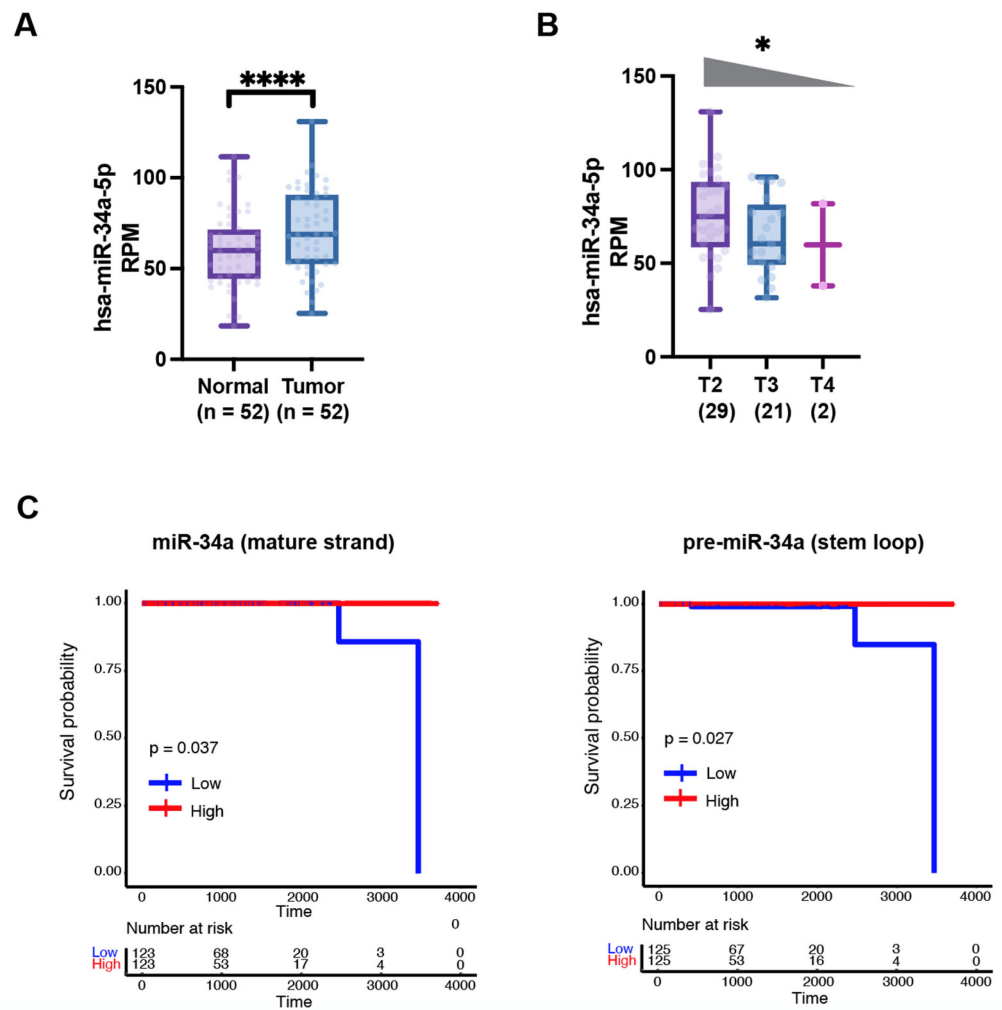 A
B
****
*
150
100
50
0
hsa-miR-34a-5p
RPM
Normal
(n = 52)
Tumor
(n = 52)
150
100
50
0
hsa-miR-34a-5p
RPM
T2
(29)
T3
(21)
T4
(2)
C
miR-34a (mature strand)
1.00
0.75
0.50
0.25
0.00
Survival probability
p = 0.037
Low
High
0 1000 2000 3000 4000
Time
Number at risk
0
Low 123 68 20 3 0
High 123 53 17 4 0
0 1000 2000 3000 4000
Time
pre-miR-34a (stem loop)
1.00
0.75
0.50
0.25
0.00
Survival probability
p = 0.027
Low
High
0 1000 2000 3000 4000
Time
Number at risk
Low 125 67 20 3 0
High 125 53 16 4 0
0 1000 2000 3000 4000
Time